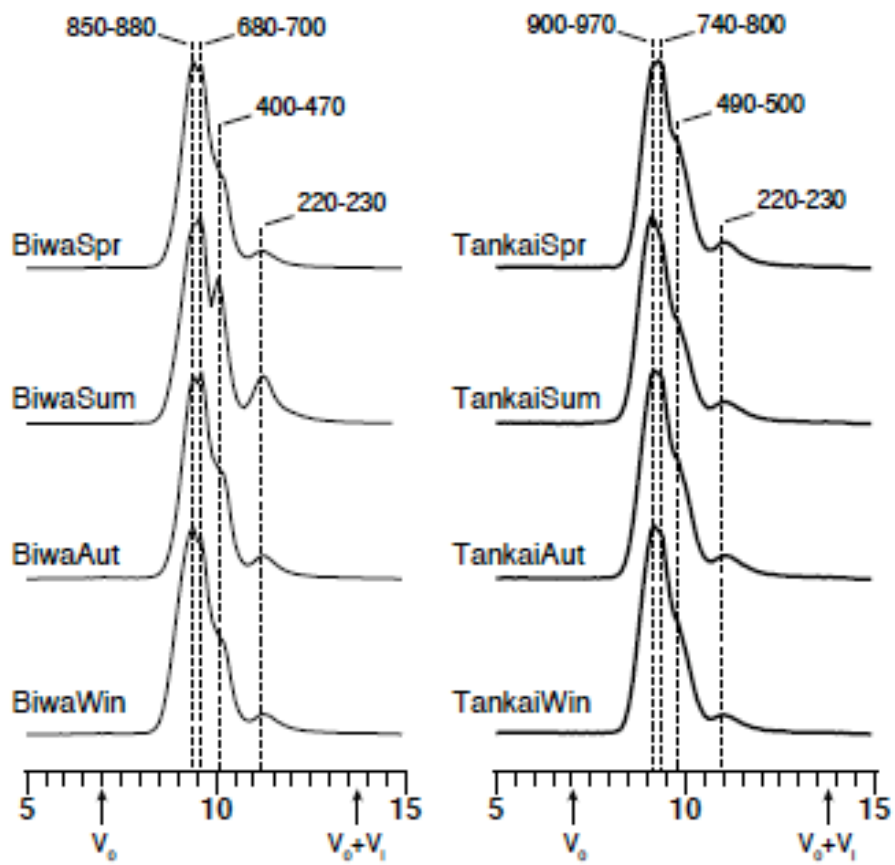 850-880 680-700 900-970 740-800
400-470 490-500
220-230 220-230
BiwaSpr TankaiSpr
BiwaSum TankaiSum
BiwaAut TankaiAut
BiwaWin TankaiWin
5 10 15 5 10 15
V₀ V₀+Vᵢ V₀ V₀+Vᵢ